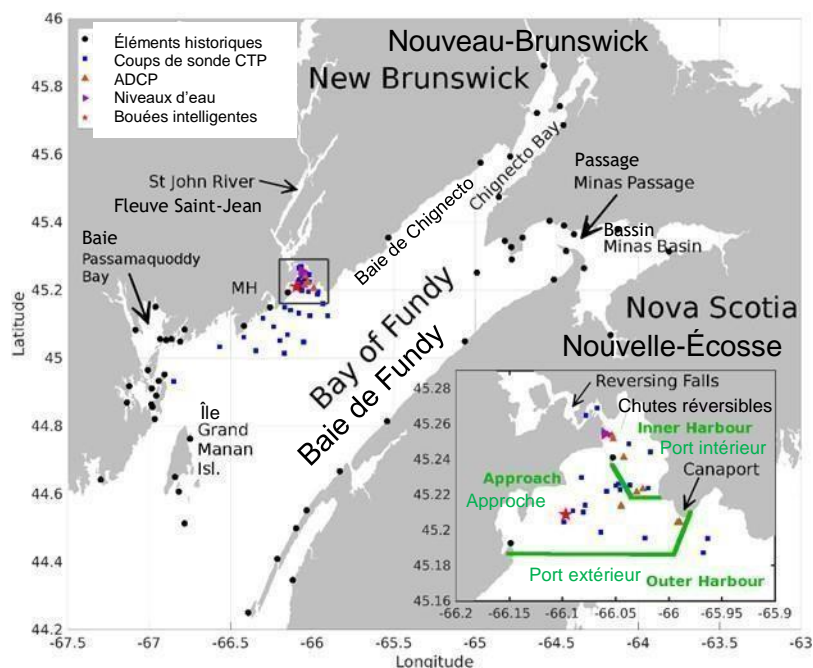 46
45.8
45.6
45.4
45.2
45
44.8
44.6
44.4
44.2
Latitude
Éléments historiques
Coups de sonde CTP
ADCP
Niveaux d'eau
Bouées intelligentes
Nouveau-Brunswick
New Brunswick
St John River
Fleuve Saint-Jean
Baie
Passamaquoddy
Bay
MH
Baie de Chignecto
Chignecto Bay
Passage
Minas Passage
Bassin
Minas Basin
Bay of Fundy
Baie de Fundy
Nova Scotia
Nouvelle-Écosse
Île
Grand
Manan
Isl.
45.28
45.26
45.24
45.22
45.2
45.18
45.16
Reversing Falls
Chutes réversibles
Inner Harbour
Port intérieur
Canaport
Approach
Approche
Port extérieur
Outer Harbour
-66.2 -66.15 -66.1 -66.05 -66 -65.95 -65.9
-67.5 -67 -66.5 -66 -65.5 -65 -64.5 -64 -63.5 -63
Longitude